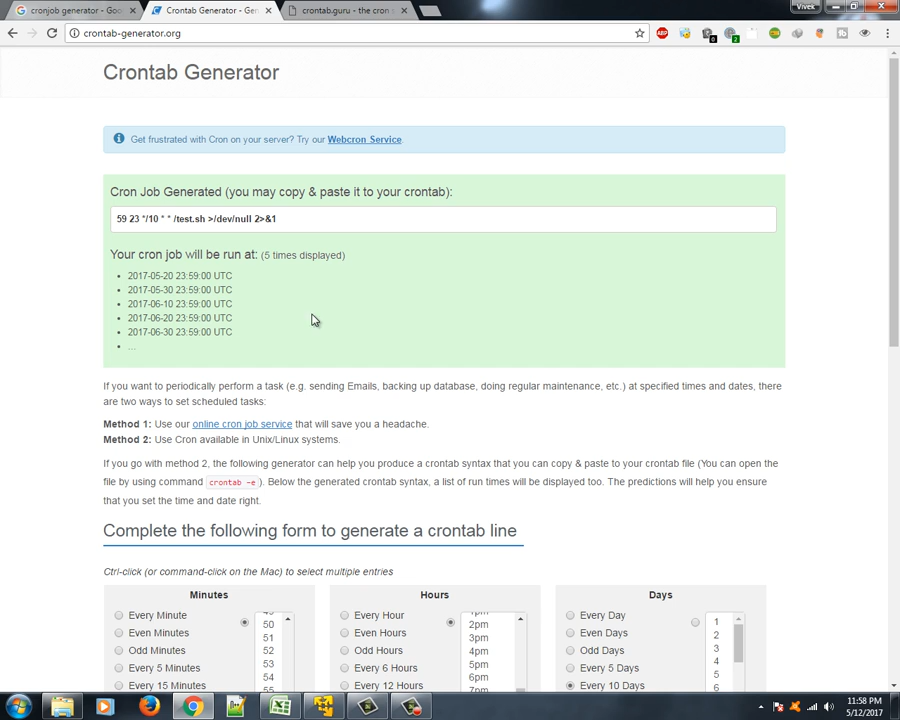 cronjob generator - Goo
Crontab Generator - Gen
crontab.guru - the cron s
Vivek
crontab-generator.org
Crontab Generator
Get frustrated with Cron on your server? Try our Webcron Service.
Cron Job Generated (you may copy & paste it to your crontab):
59 23 */10 * * /test.sh >/dev/null 2>&1
Your cron job will be run at: (5 times displayed)
2017-05-20 23:59:00 UTC
2017-05-30 23:59:00 UTC
2017-06-10 23:59:00 UTC
2017-06-20 23:59:00 UTC
2017-06-30 23:59:00 UTC
...
If you want to periodically perform a task (e.g. sending Emails, backing up database, doing regular maintenance, etc.) at specified times and dates, there
are two ways to set scheduled tasks:
Method 1: Use our online cron job service that will save you a headache.
Method 2: Use Cron available in Unix/Linux systems.
If you go with method 2, the following generator can help you produce a crontab syntax that you can copy & paste to your crontab file (You can open the
file by using command crontab -e ). Below the generated crontab syntax, a list of run times will be displayed too. The predictions will help you ensure
that you set the time and date right.
Complete the following form to generate a crontab line
Ctrl-click (or command-click on the Mac) to select multiple entries
Minutes Hours Days
Every Minute 49 Every Hour 1pm Every Day 1
Even Minutes 50 Even Hours 2pm Even Days 2
Odd Minutes 51 Odd Hours 3pm Odd Days 3
Every 5 Minutes 52 Every 6 Hours 4pm Every 5 Days 4
Every 15 Minutes 53 Every 12 Hours 5pm Every 10 Days 5
54 6pm 6
55 7pm
11:58 PM
5/12/2017